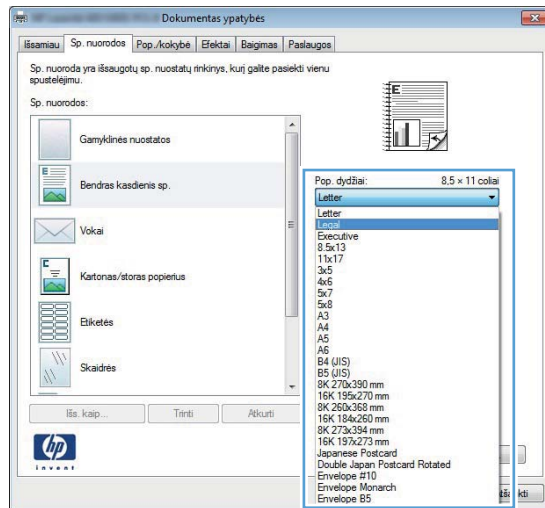 Dokumentas ypatybės
Išsamiau
Sp. nuorodos
Pop./kokybė
Efektai
Baigimas
Paslaugos
Sp. nuoroda yra išsaugotų sp. nuostatų rinkinys, kurį galite pasiekti vienu
spustelėjimu.
Sp. nuorodos:
Gamyklinės nuostatos
Bendras kasdienis sp.
Vokai
Kartonas/storas popierius
Etiketės
Skaidrės
Išs. kaip...
Trinti
Atkurti
hp
invent
E
Pop. dydžiai:
8,5 × 11 coliai
Letter
Letter
Legal
Executive
8.5x13
11x17
3x5
4x6
5x7
5x8
A3
A4
A5
A6
B4 (JIS)
B5 (JIS)
8K 270x390 mm
16K 195x270 mm
8K 260x368 mm
16K 184x260 mm
8K 273x394 mm
16K 197x273 mm
Japanese Postcard
Double Japan Postcard Rotated
Envelope #10
Envelope Monarch
Envelope B5